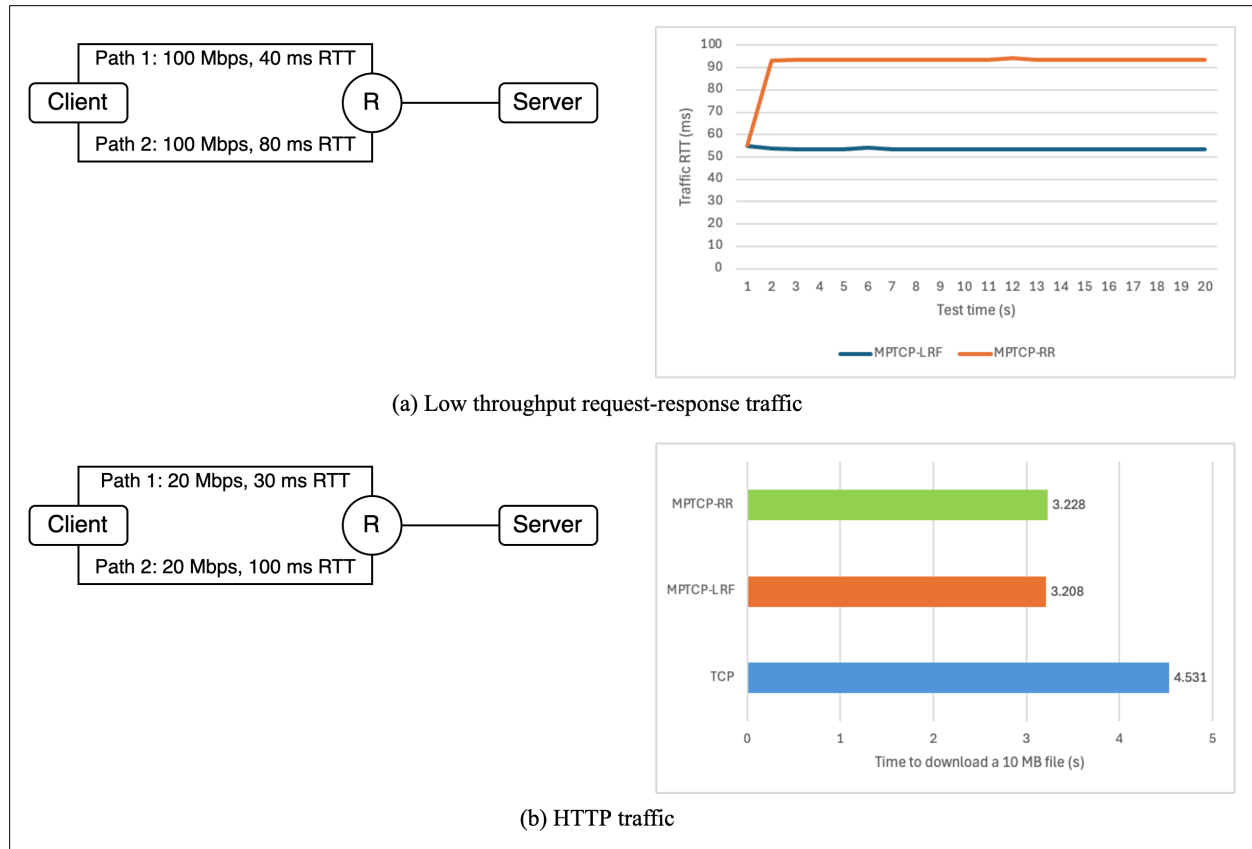 Path 1: 100 Mbps, 40 ms RTT
Client
R
Server
Path 2: 100 Mbps, 80 ms RTT
100
90
80
70
60
50
40
30
20
10
0
Traffic RTT (ms)
1 2 3 4 5 6 7 8 9 10 11 12 13 14 15 16 17 18 19 20
Test time (s)
MPTCP-LRF MPTCP-RR
(a) Low throughput request-response traffic
Path 1: 20 Mbps, 30 ms RTT
Client
R
Server
Path 2: 20 Mbps, 100 ms RTT
MPTCP-RR 3.228
MPTCP-LRF 3.208
TCP 4.531
0 1 2 3 4 5
Time to download a 10 MB file (s)
(b) HTTP traffic